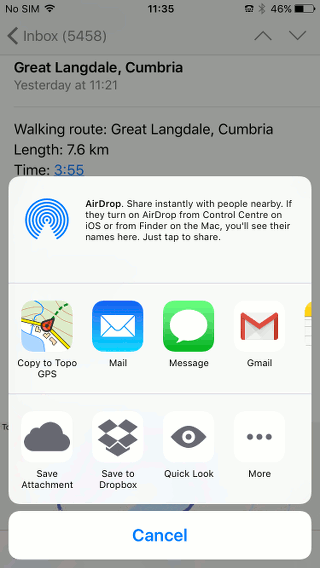 No SIM 11:35 46%
Inbox (5458)
Great Langdale, Cumbria
Yesterday at 11:21
Walking route: Great Langdale, Cumbria
Length: 7.6 km
Time: 3:55
AirDrop. Share instantly with people nearby. If
they turn on AirDrop from Control Centre on
iOS or from Finder on the Mac, you'll see their
names here. Just tap to share.
Copy to Topo GPS
Mail
Message
Gmail
To
Save Attachment
Save to Dropbox
Quick Look
More
Cancel